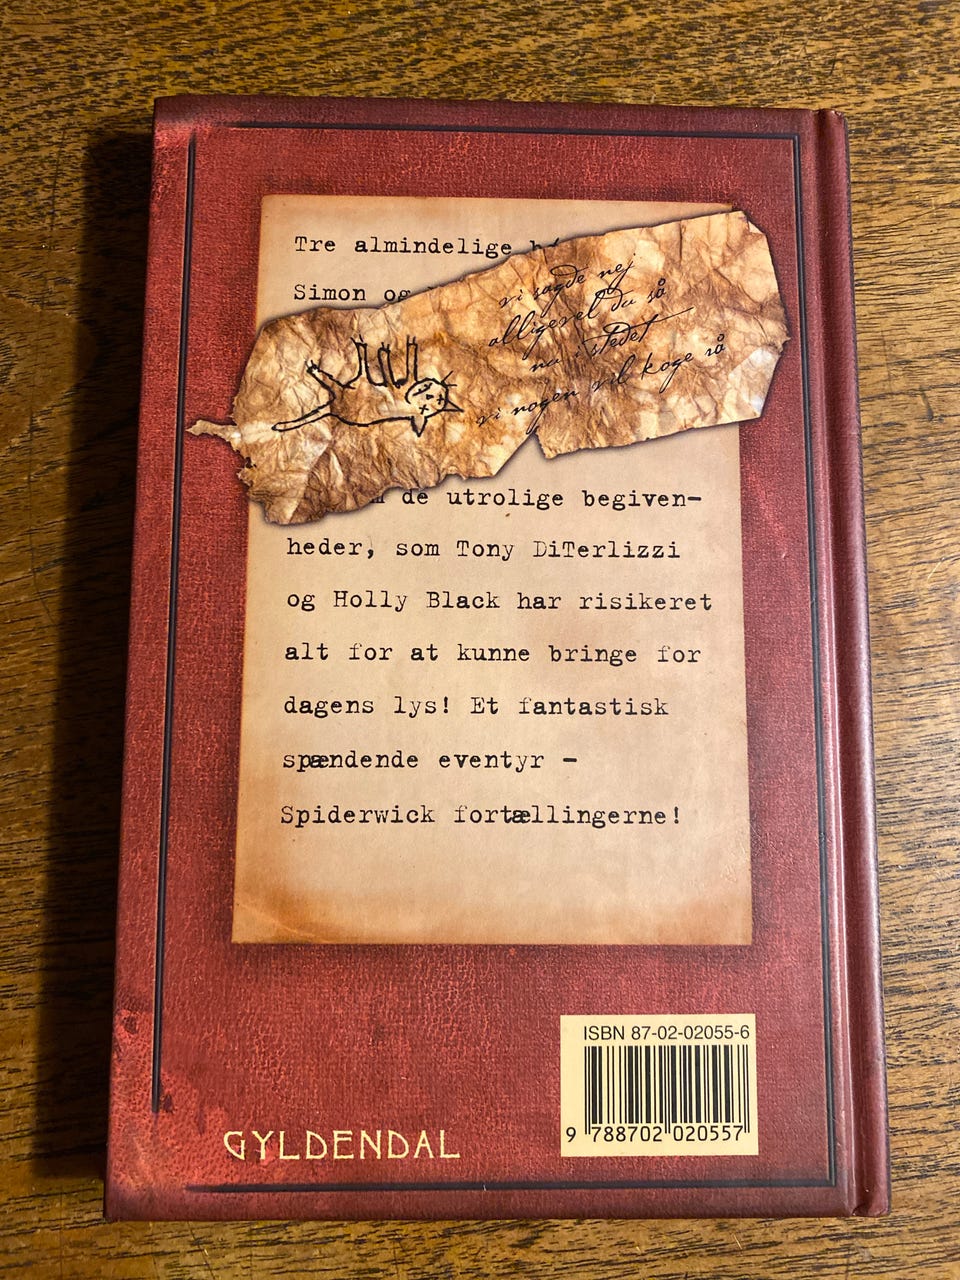 Tre almindelige
Simon og
vi sagde nej
alligevel du så
na i stedet
vi nogen vil koge så
de utrolige begiven-
heder, som Tony DiTerlizzi
og Holly Black har risikeret
alt for at kunne bringe for
dagens lys! Et fantastisk
spændende eventyr -
Spiderwick fortællingerne!
ISBN 87-02-02055-6
9 788702 020557
GYLDENDAL